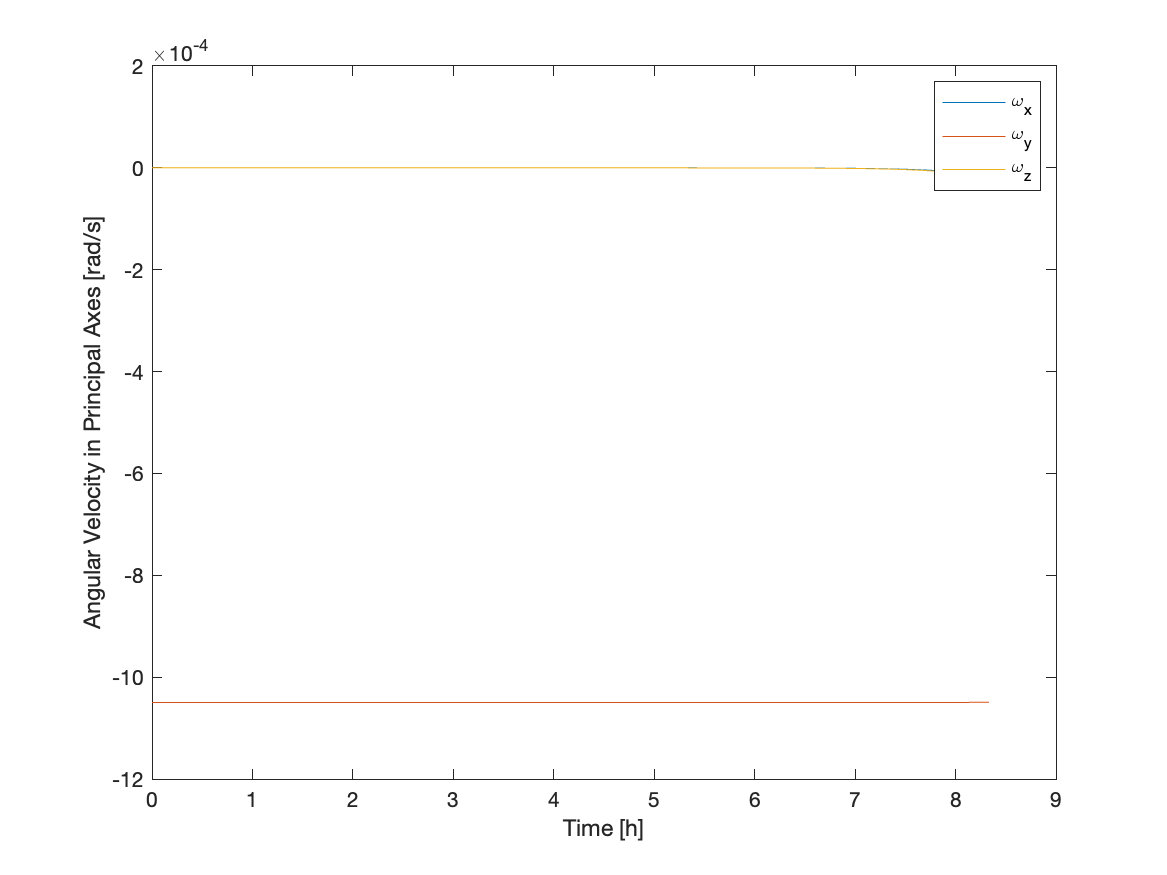 ×10⁻⁴
2
0
-2
-4
-6
-8
-10
-12
0 1 2 3 4 5 6 7 8 9
Time [h]
Angular Velocity in Principal Axes [rad/s]
ωₓ
ω_y
ω_z